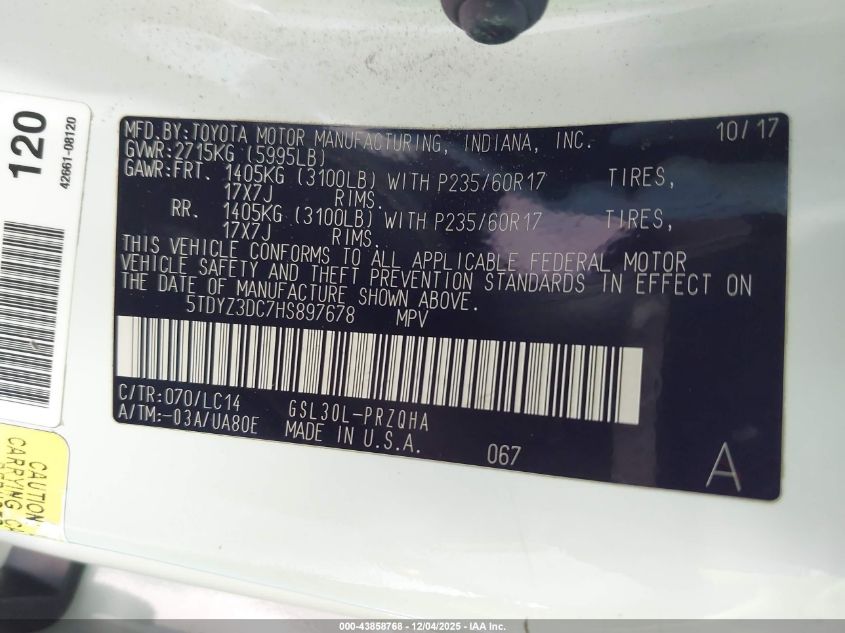 MFD.BY:TOYOTA MOTOR MANUFACTURING, INDIANA, INC. 10/17
GVWR:2715KG (5995LB)
GAWR:FRT. 1405KG (3100LB) WITH P235/60R17 TIRES,
17X7J RIMS.
RR. 1405KG (3100LB) WITH P235/60R17 TIRES,
17X7J RIMS.
THIS VEHICLE CONFORMS TO ALL APPLICABLE FEDERAL MOTOR
VEHICLE SAFETY AND THEFT PREVENTION STANDARDS IN EFFECT ON
THE DATE OF MANUFACTURE SHOWN ABOVE.
5TDYZ3DC7HS897678 MPV
C/TR:070/LC14 GSL30L-PRZQHA
A/TM:-03A/UA80E MADE IN U.S.A.
067 A
120
42661-08120
CAUTION
000-43858768 - 12/04/2025 - IAA Inc.